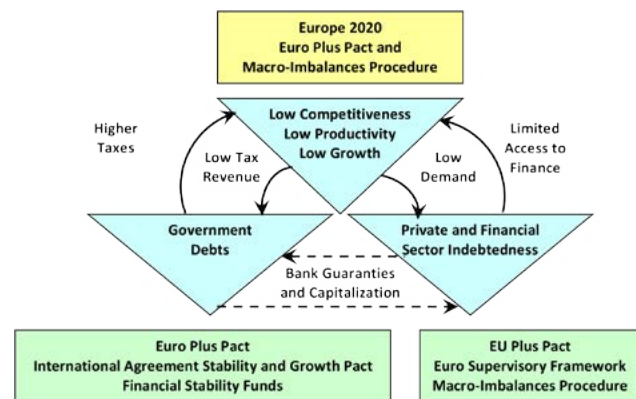 Europe 2020
Euro Plus Pact and
Macro-Imbalances Procedure
Low Competitiveness
Low Productivity
Low Growth
Higher
Taxes
Low Tax
Revenue
Low
Demand
Limited
Access to
Finance
Government
Debts
Private and Financial
Sector Indebtedness
Bank Guaranties
and Capitalization
Euro Plus Pact
International Agreement Stability and Growth Pact
Financial Stability Funds
EU Plus Pact
Euro Supervisory Framework
Macro-Imbalances Procedure